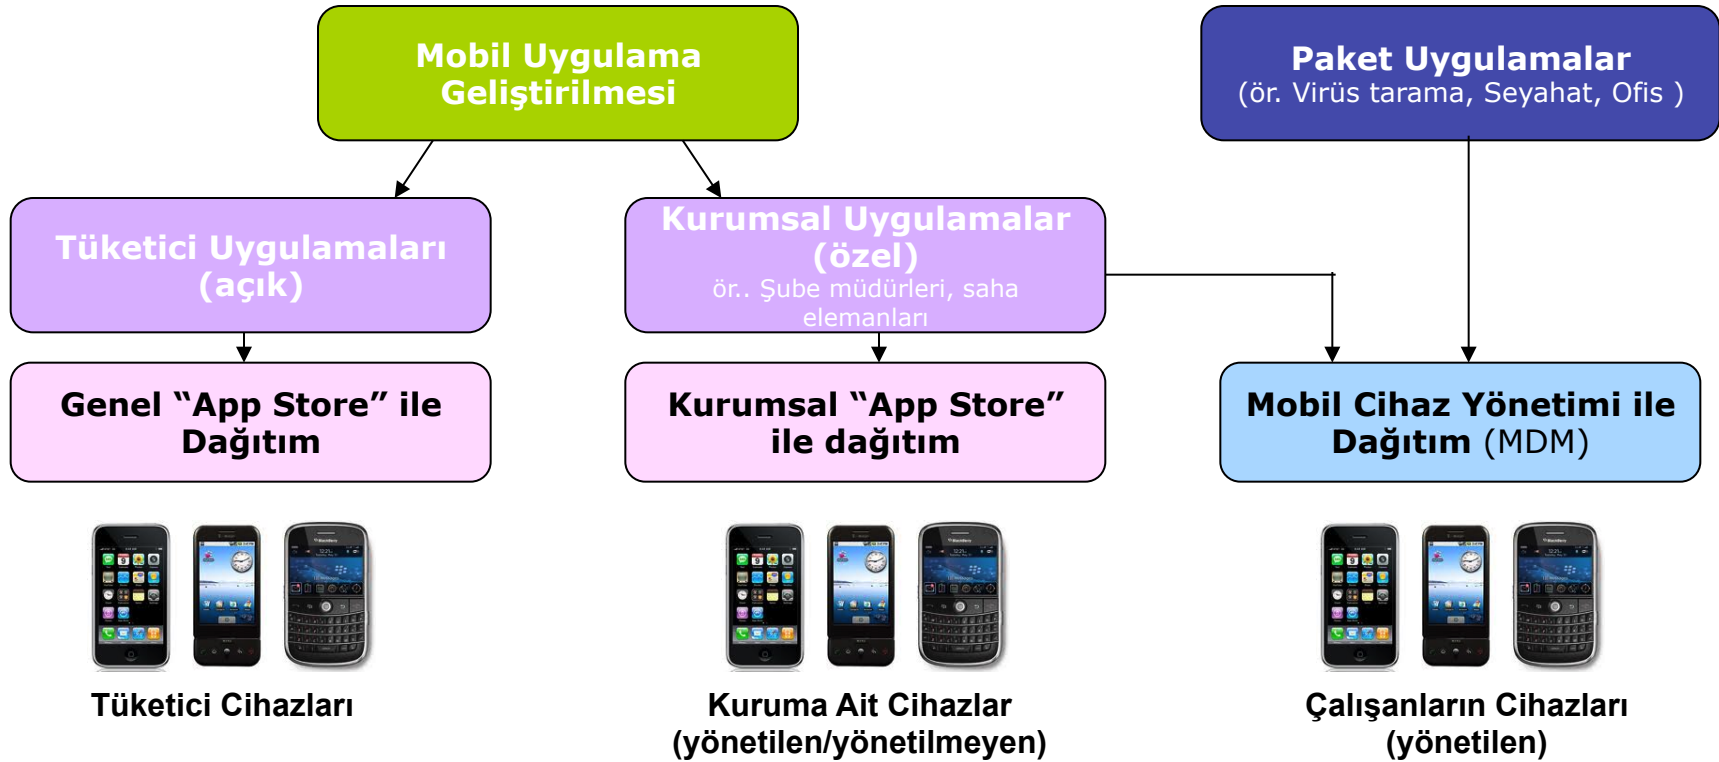 Mobil Uygulama
Geliştirilmesi
Paket Uygulamalar
(ör. Virüs tarama, Seyahat, Ofis )
Tüketici Uygulamaları
(açık)
Kurumsal Uygulamalar
(özel)
ör.. Şube müdürleri, saha
elemanları
Genel “App Store” ile
Dağıtım
Kurumsal “App Store”
ile dağıtım
Mobil Cihaz Yönetimi ile
Dağıtım (MDM)
Tüketici Cihazları
Kuruma Ait Cihazlar
(yönetilen/yönetilmeyen)
Çalışanların Cihazları
(yönetilen)